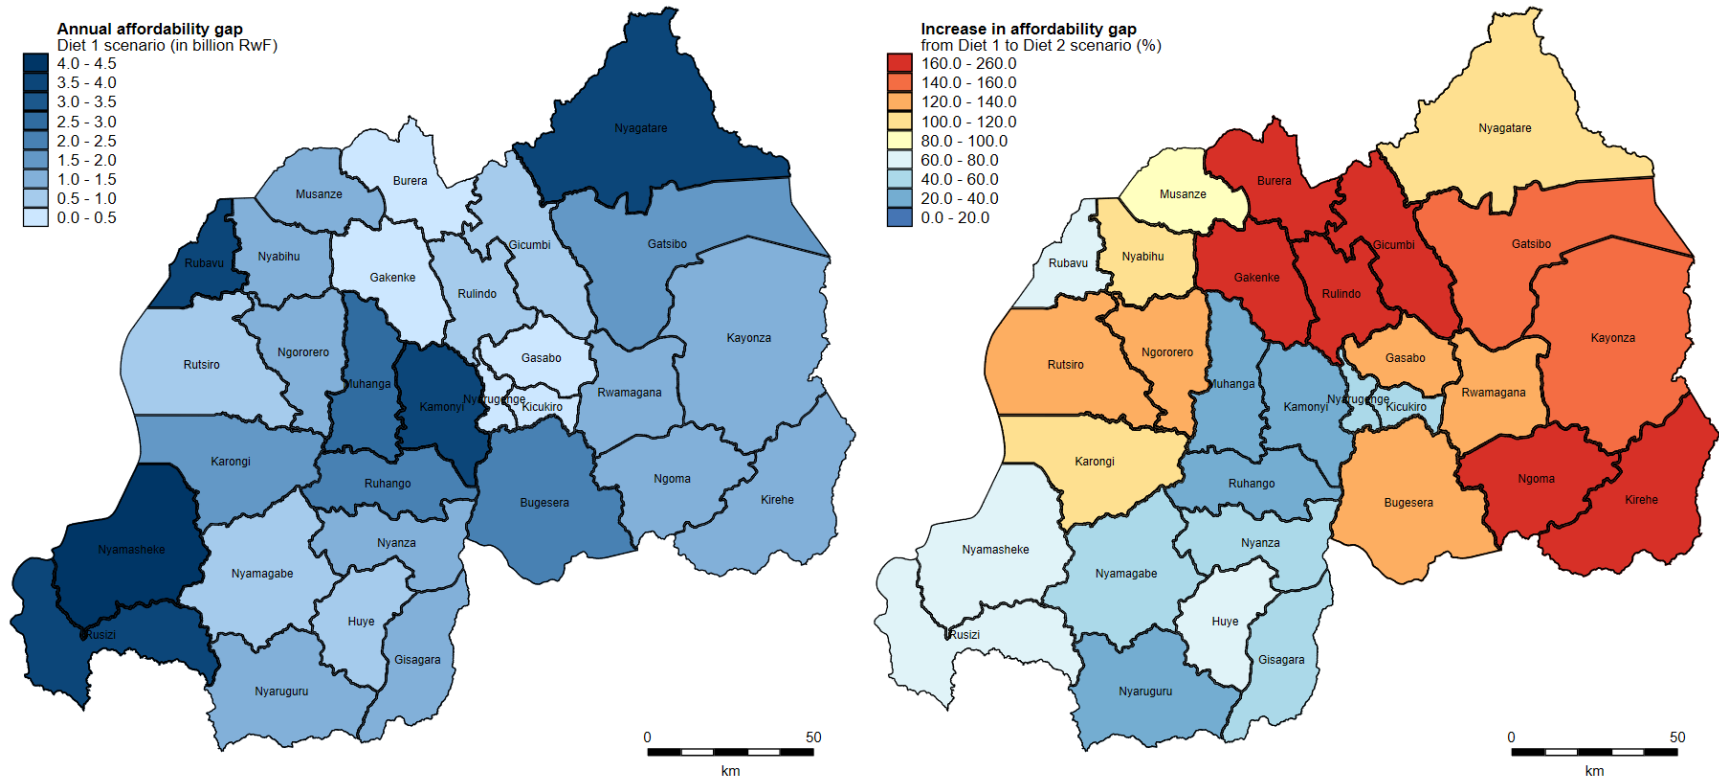 Annual affordability gap
Diet 1 scenario (in billion RwF)
4.0 - 4.5
3.5 - 4.0
3.0 - 3.5
2.5 - 3.0
2.0 - 2.5
1.5 - 2.0
1.0 - 1.5
0.5 - 1.0
0.0 - 0.5
Nyagatare
Burera
Musanze
Gicumbi
Gatsibo
Nyabihu
Rubavu
Gakenke
Rulindo
Kayonza
Ngororero
Gasabo
Rutsiro
Muhanga
Rwamagana
Nyarugenge
Kamonyi
Kicukiro
Karongi
Ngoma
Ruhango
Kirehe
Bugesera
Nyanza
Nyamasheke
Nyamagabe
Huye
Rusizi
Gisagara
Nyaruguru
0 50
km
Increase in affordability gap
from Diet 1 to Diet 2 scenario (%)
160.0 - 260.0
140.0 - 160.0
120.0 - 140.0
100.0 - 120.0
80.0 - 100.0
60.0 - 80.0
40.0 - 60.0
20.0 - 40.0
0.0 - 20.0
Nyagatare
Burera
Musanze
Gicumbi
Gatsibo
Nyabihu
Rubavu
Gakenke
Rulindo
Kayonza
Ngororero
Gasabo
Rutsiro
Muhanga
Rwamagana
Nyarugenge
Kamonyi
Kicukiro
Karongi
Ngoma
Ruhango
Kirehe
Bugesera
Nyanza
Nyamasheke
Nyamagabe
Huye
Rusizi
Gisagara
Nyaruguru
0 50
km